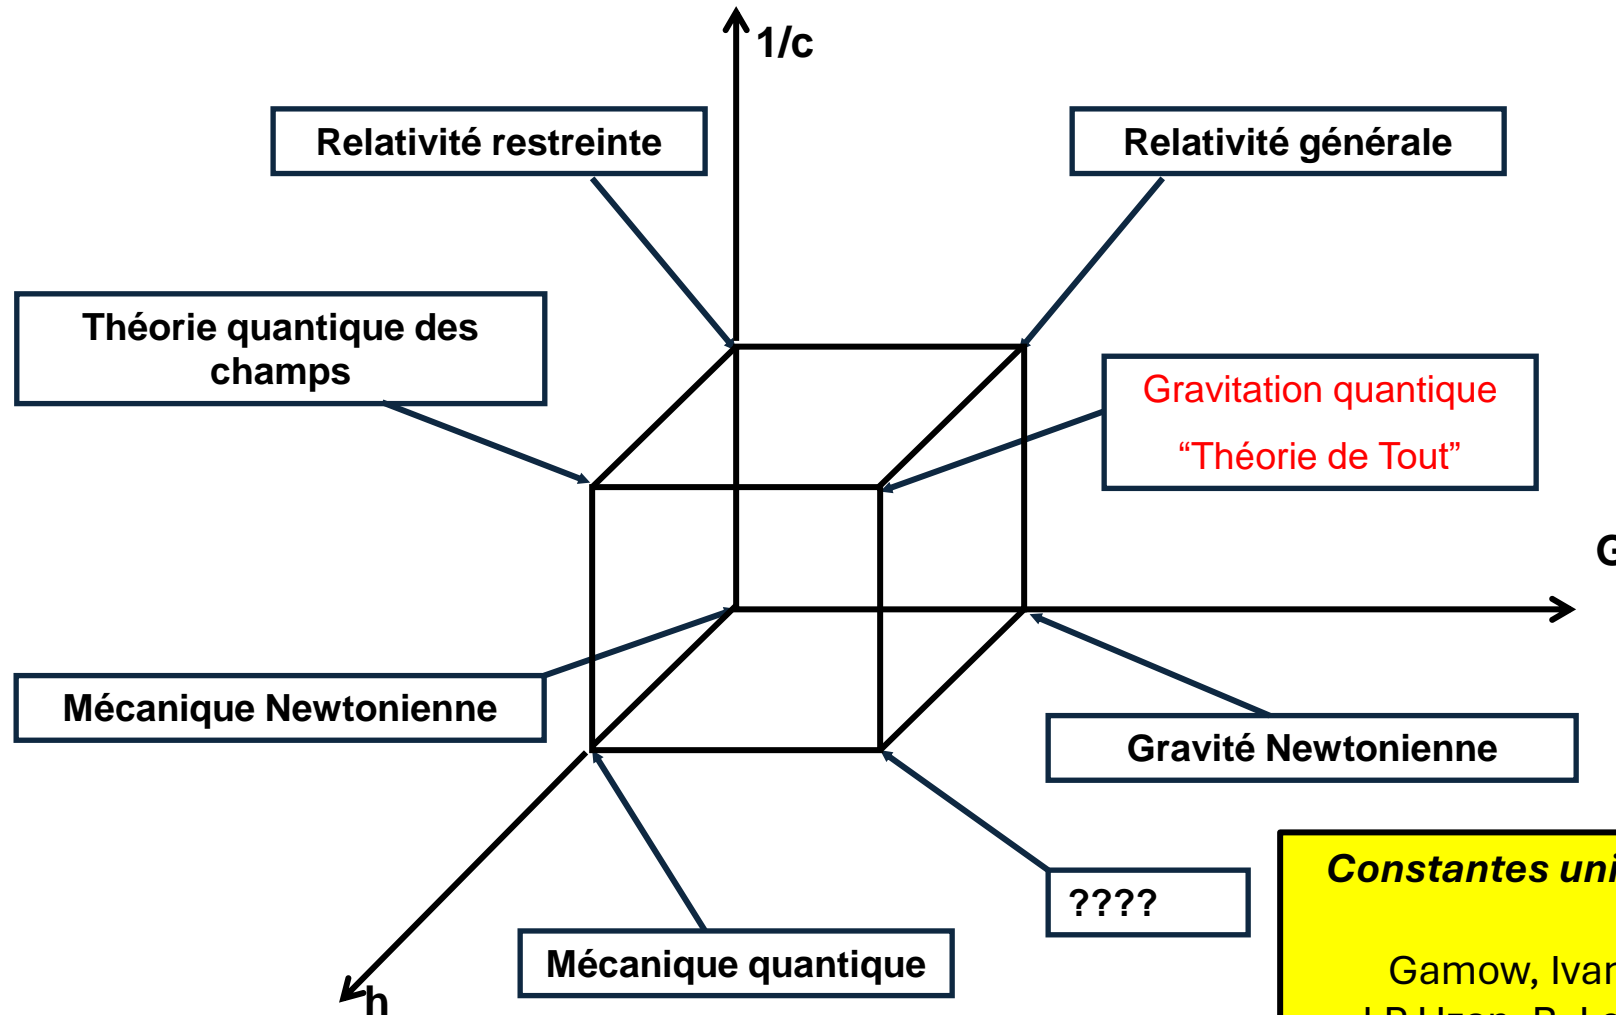 1/c
Relativité restreinte
Relativité générale
Théorie quantique des
champs
Gravitation quantique
“Théorie de Tout”
G
Mécanique Newtonienne
Gravité Newtonienne
????
Mécanique quantique
h
Constantes
Gamow,